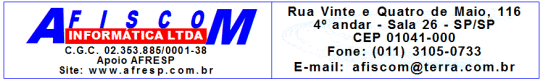 AFISCOM
INFORMÁTICA LTDA
C.G.C. 02.353.885/0001-38
Apoio AFRESP
Site: www.afresp.com.br
Rua Vinte e Quatro de Maio, 116
4º andar - Sala 26 - SP/SP
CEP 01041-000
Fone: (011) 3105-0733
E-mail: afiscom@terra.com.br